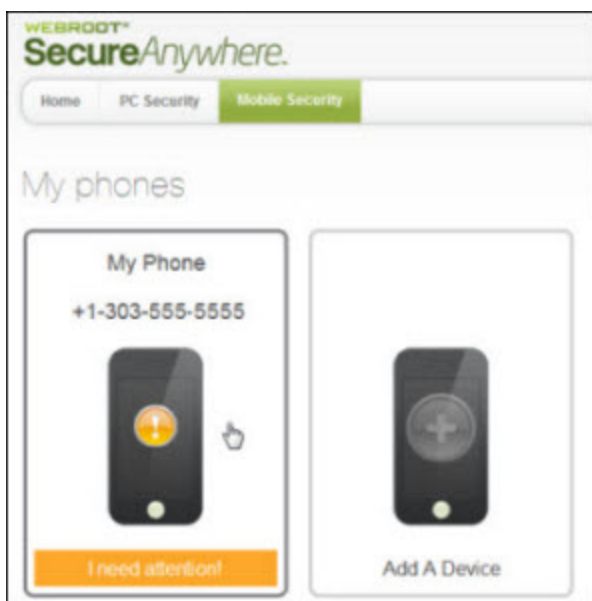 WEBROOT®
SecureAnywhere.
Home PC Security Mobile Security
My phones
My Phone
+1-303-555-5555
I need attention!
Add A Device